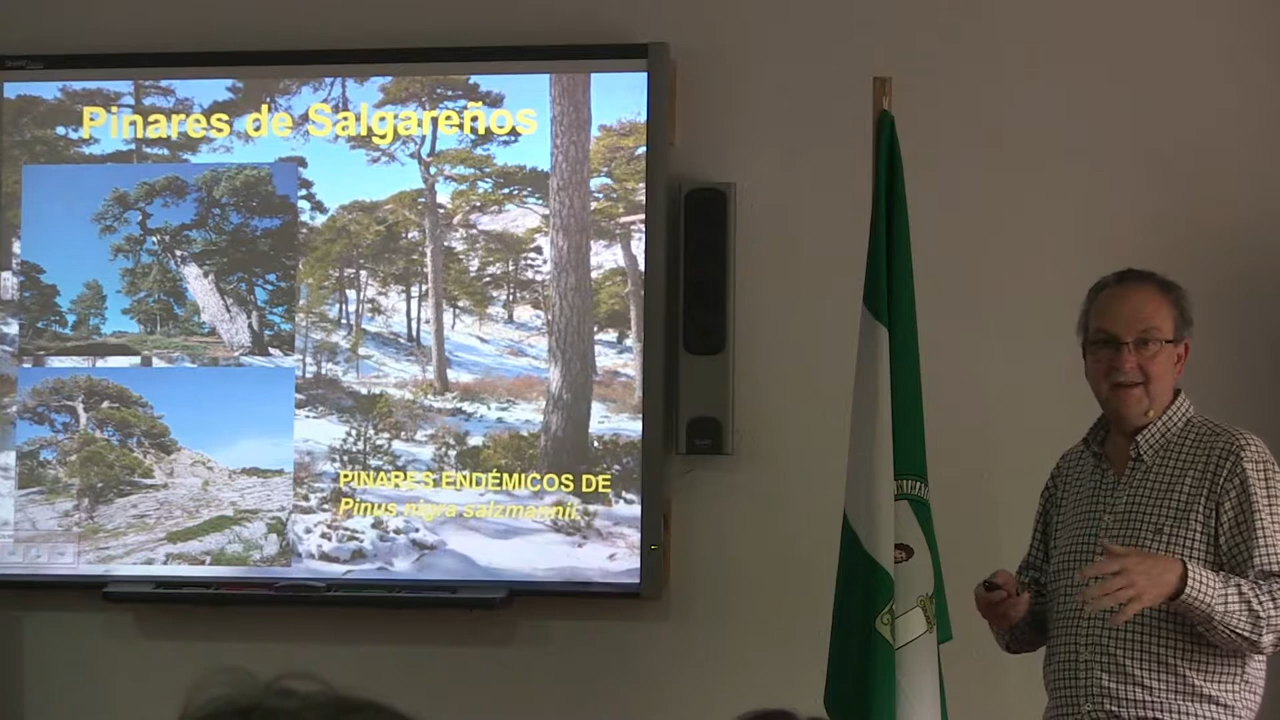 Pinares de Salgareños
PINARES ENDÉMICOS DE
Pinus nigra salzmannii.